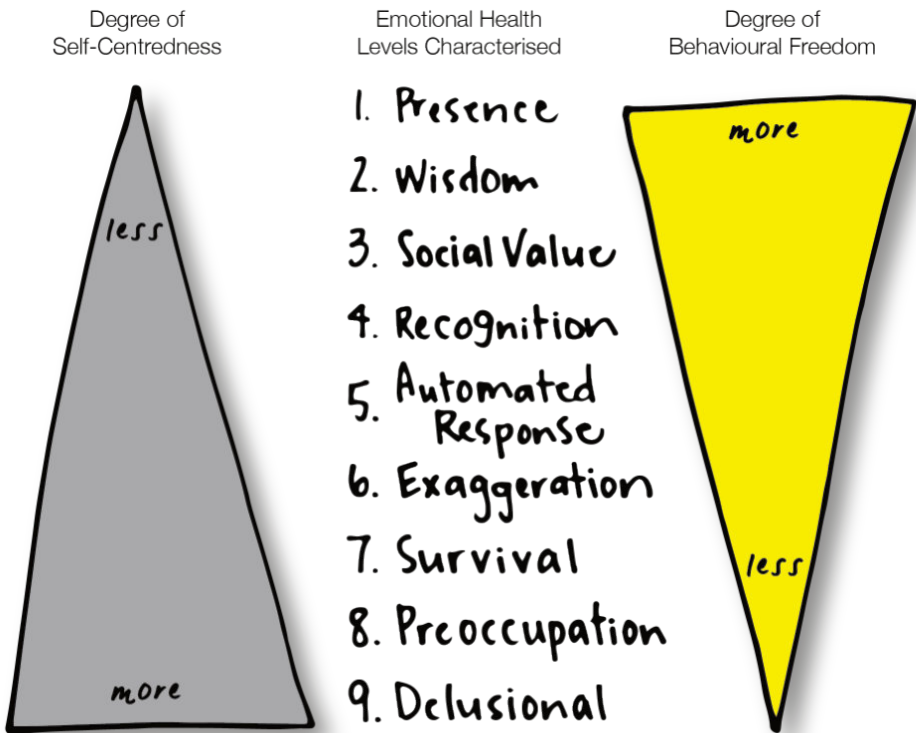 Degree of
Self-Centredness
Emotional Health
Levels Characterised
Degree of
Behavioural Freedom
less
more
1. Presence
2. Wisdom
3. Social Value
4. Recognition
5. Automated
Response
6. Exaggeration
7. Survival
8. Preoccupation
9. Delusional
more
less